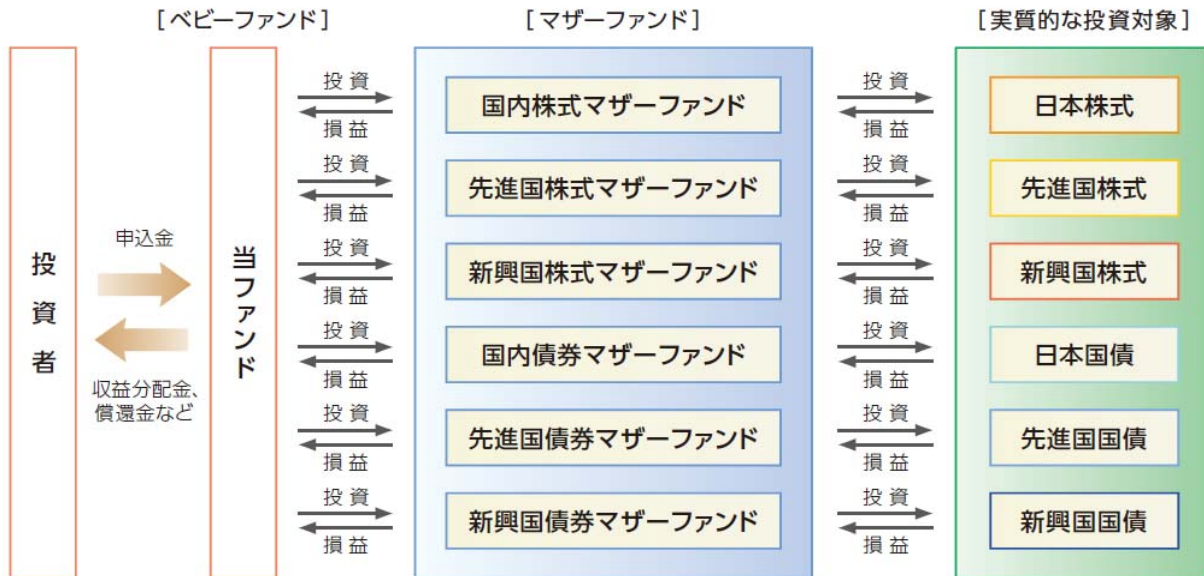 [ベビーファンド]
[マザーファンド]
[実質的な投資対象]
投資者
申込金
収益分配金、
償還金など
当ファンド
投資
損益
国内株式マザーファンド
投資
損益
日本株式
投資
損益
先進国株式マザーファンド
投資
損益
先進国株式
投資
損益
新興国株式マザーファンド
投資
損益
新興国株式
投資
損益
国内債券マザーファンド
投資
損益
日本国債
投資
損益
先進国債券マザーファンド
投資
損益
先進国国債
投資
損益
新興国債券マザーファンド
投資
損益
新興国国債